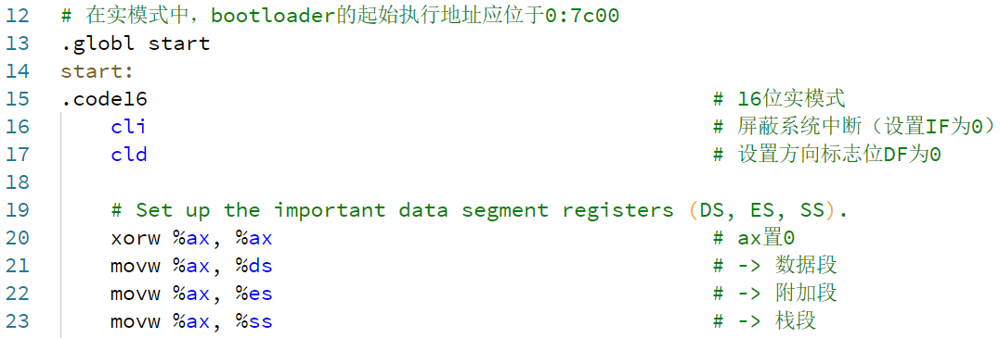 12 # 在实模式中，bootloader的起始执行地址应位于0:7c00
13 .globl start
14 start:
15 .code16 # 16位实模式
16 cli # 屏蔽系统中断（设置IF为0）
17 cld # 设置方向标志位DF为0
18
19 # Set up the important data segment registers (DS, ES, SS).
20 xorw %ax, %ax # ax置0
21 movw %ax, %ds # -> 数据段
22 movw %ax, %es # -> 附加段
23 movw %ax, %ss # -> 栈段